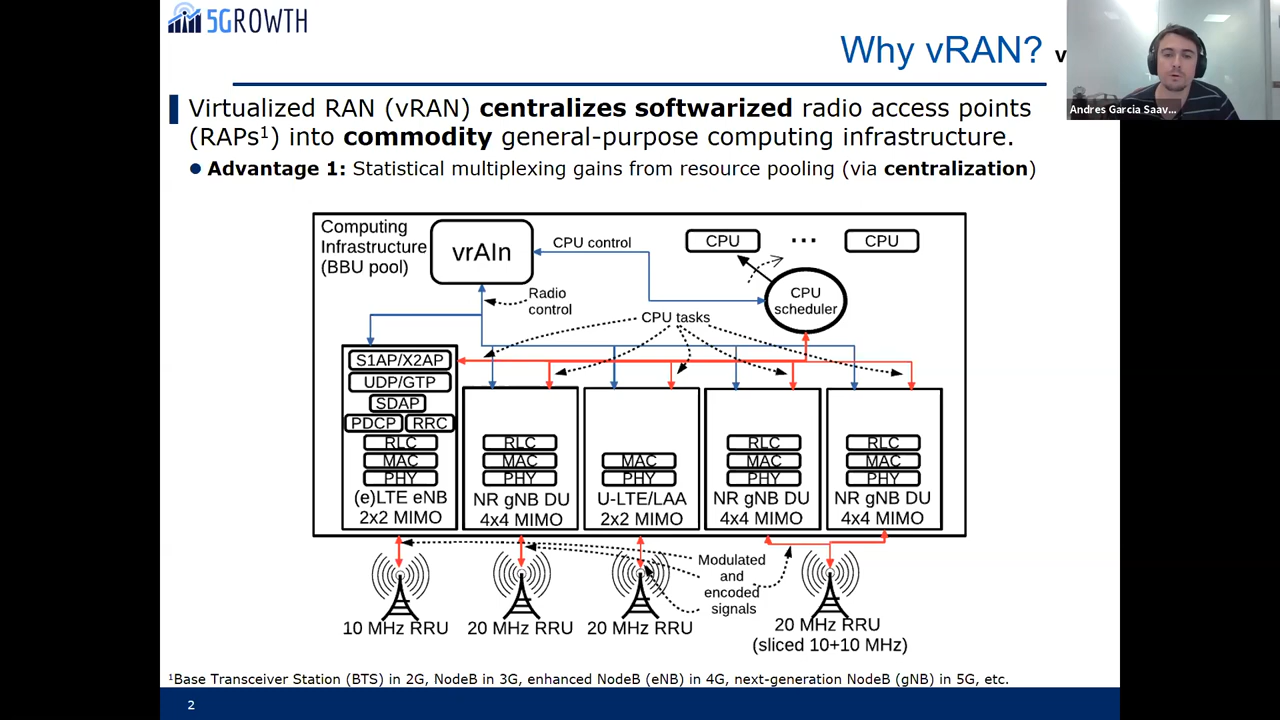 5GROWTH
Why vRAN? v
Andres Garcia Saav...
Virtualized RAN (vRAN) centralizes softwarized radio access points
(RAPs¹) into commodity general-purpose computing infrastructure.
Advantage 1: Statistical multiplexing gains from resource pooling (via centralization)
Computing
Infrastructure
(BBU pool)
vrAIn
CPU control
CPU
...
CPU
Radio
control
CPU
scheduler
CPU tasks
S1AP/X2AP
UDP/GTP
SDAP
PDCP RRC
RLC
MAC
PHY
(e)LTE eNB
2x2 MIMO
RLC
MAC
PHY
NR gNB DU
4x4 MIMO
MAC
PHY
U-LTE/LAA
2x2 MIMO
RLC
MAC
PHY
NR gNB DU
4x4 MIMO
RLC
MAC
PHY
NR gNB DU
4x4 MIMO
Modulated
and
encoded
signals
10 MHz RRU
20 MHz RRU
20 MHz RRU
20 MHz RRU
(sliced 10+10 MHz)
¹Base Transceiver Station (BTS) in 2G, NodeB in 3G, enhanced NodeB (eNB) in 4G, next-generation NodeB (gNB) in 5G, etc.
2